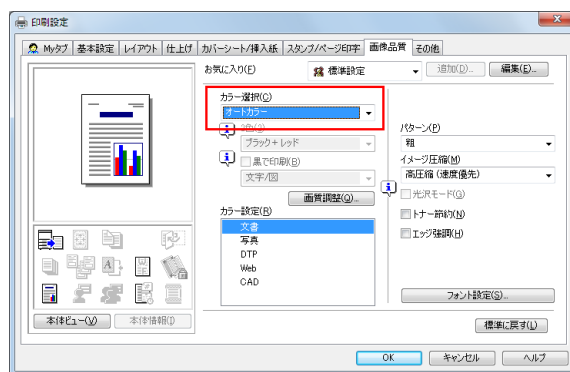 印刷設定
Myタブ 基本設定 レイアウト 仕上げ カバーシート/挿入紙 スタンプ/ページ印字 画像品質 その他
お気に入り(F) 標準設定 追加(D)... 編集(E)...
カラー選択(C)
オートカラー
2色(2)
ブラック+レッド
黒で印刷(B)
文字/図
画質調整(Q)...
カラー設定(R)
文書
写真
DTP
Web
CAD
パターン(P)
粗
イメージ圧縮(M)
高圧縮 (速度優先)
光沢モード(G)
トナー節約(N)
エッジ強調(H)
フォント設定(S)...
本体ビュー(V) 本体情報(I)
標準に戻す(L)
OK キャンセル ヘルプ